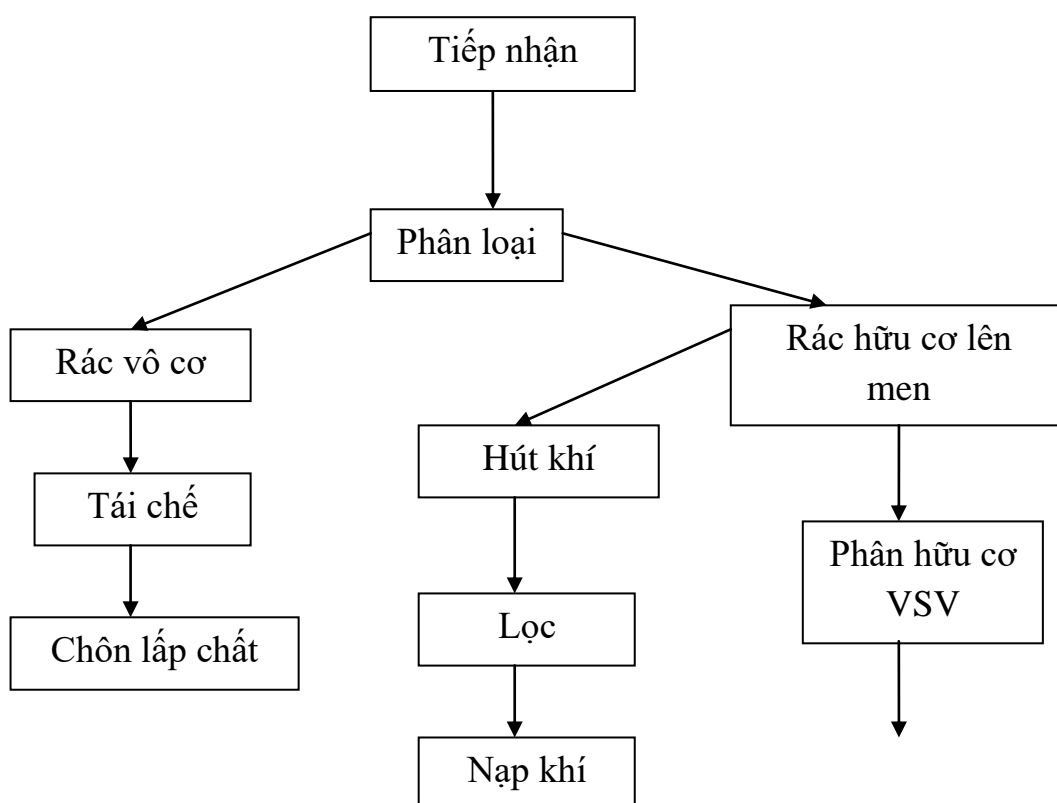 Tiếp nhận
Phân loại
Rác vô cơ
Rác hữu cơ lên
men
Hút khí
Tái chế
Phân hữu cơ
VSV
Lọc
Chôn lấp chất
Nạp khí